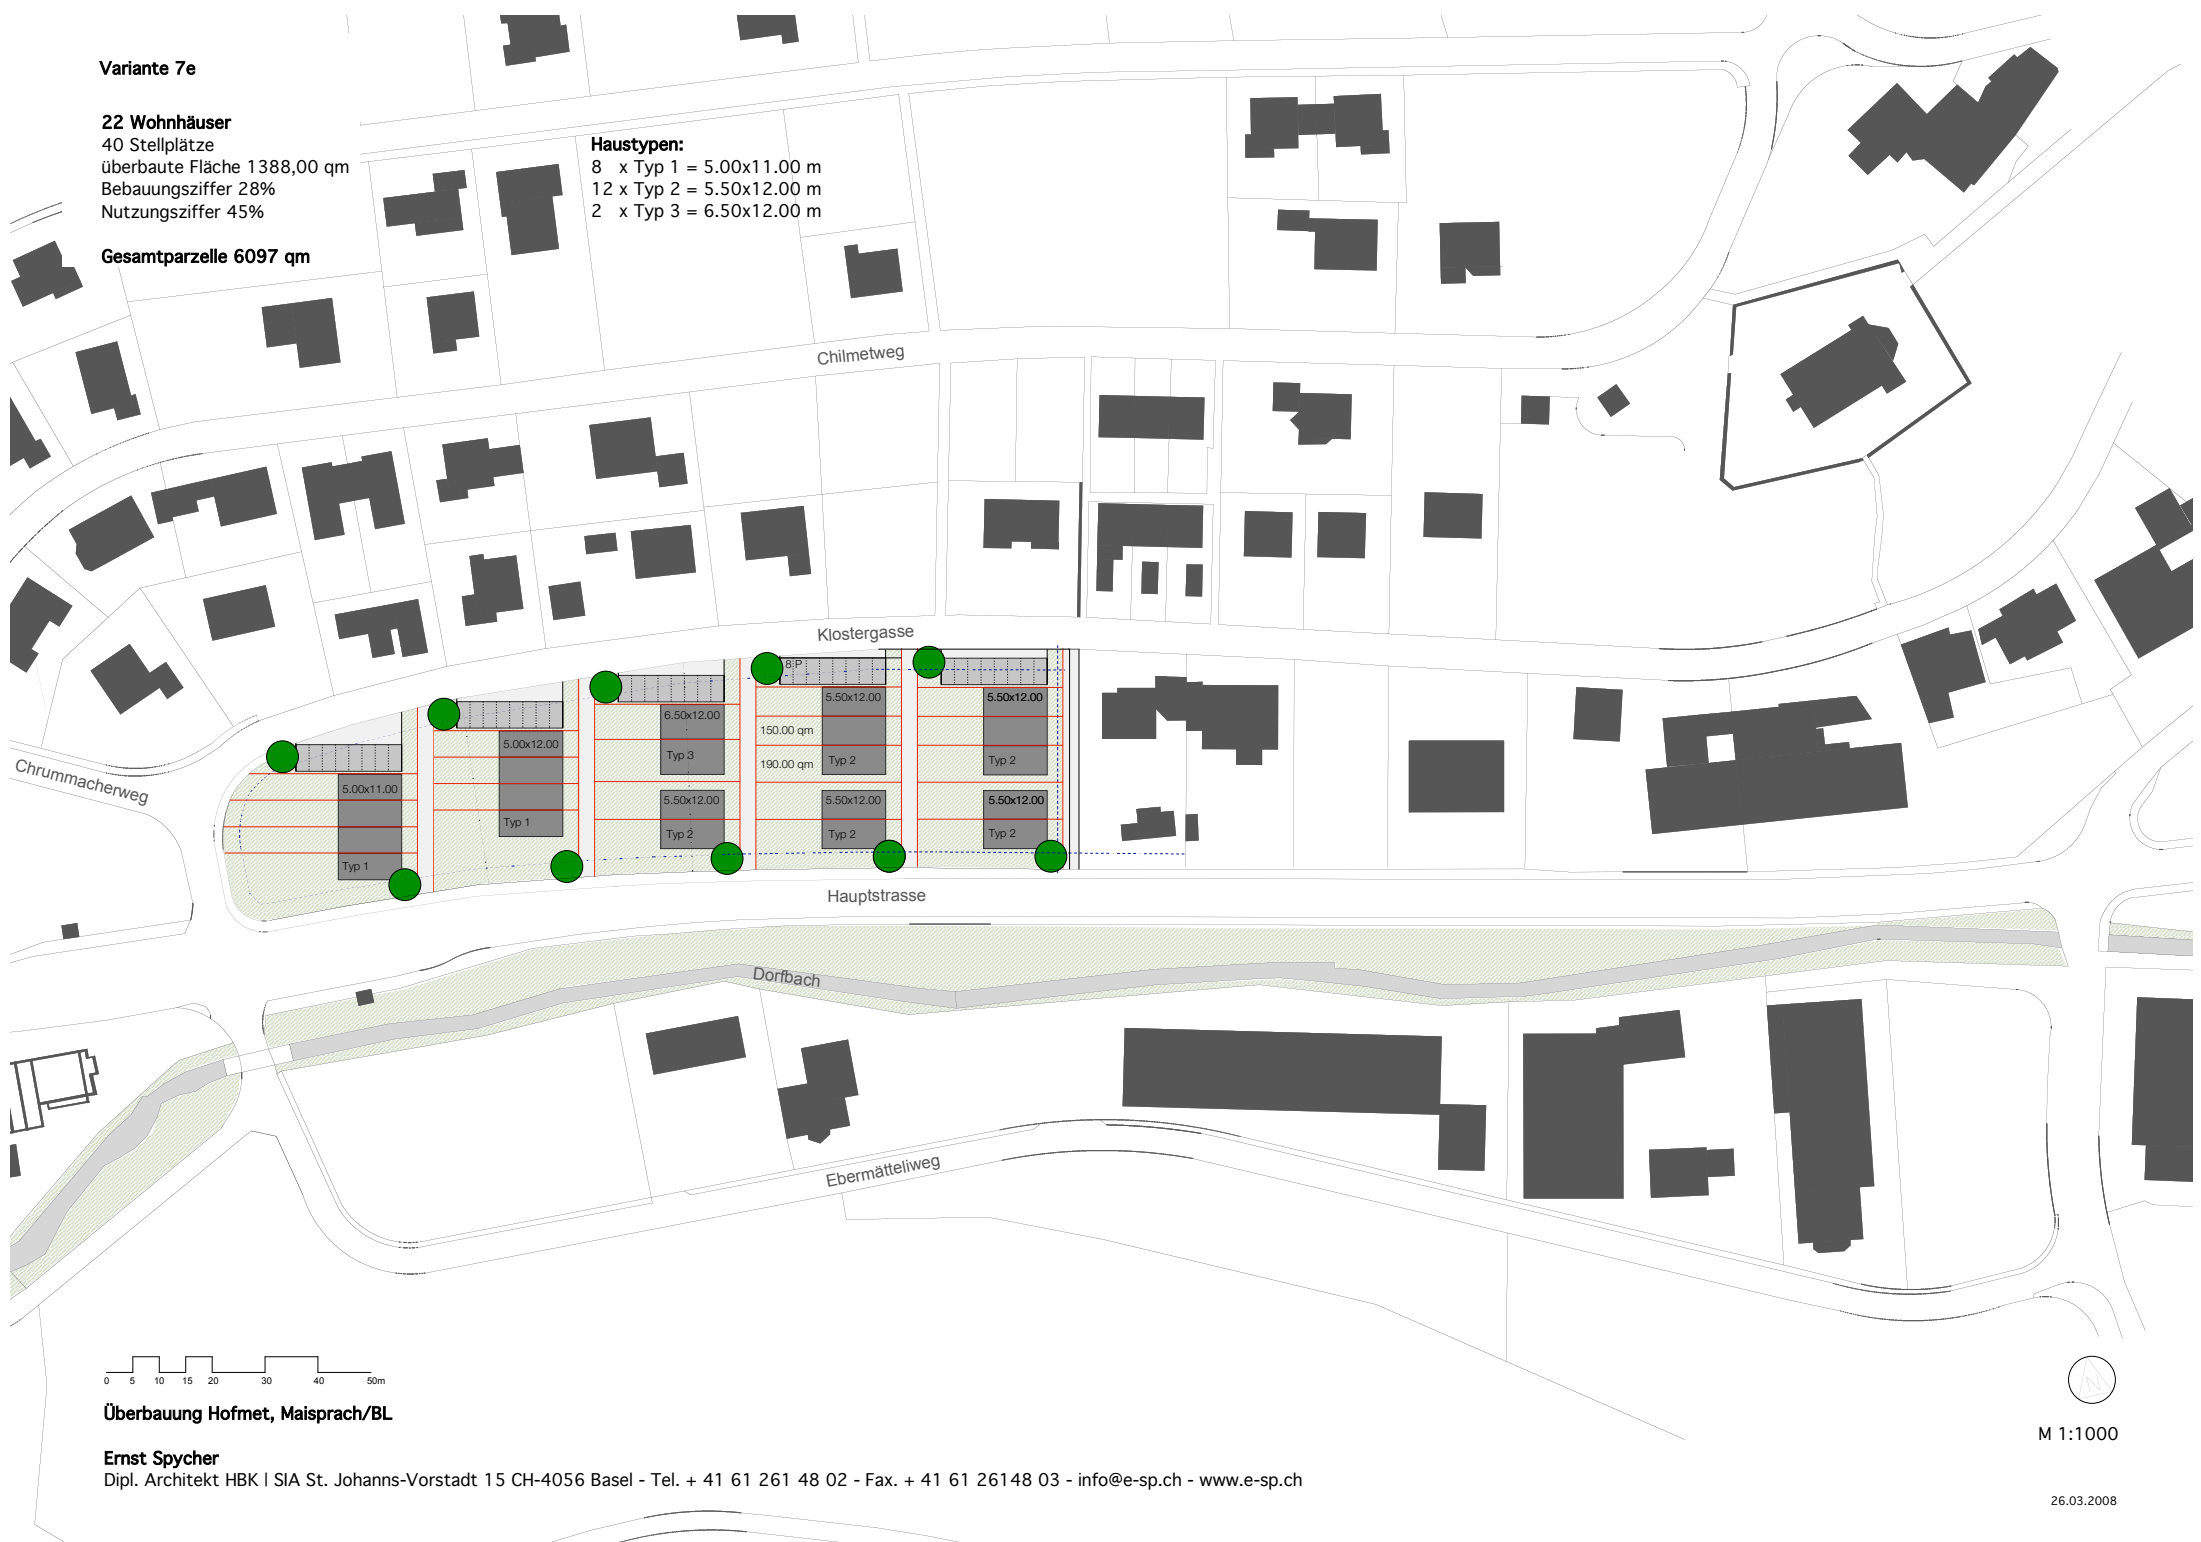 Variante 7e
22 Wohnhäuser
40 Stellplätze
überbaute Fläche 1388,00 qm
Bebauungsziffer 28%
Nutzungsziffer 45%
Gesamtparzelle 6097 qm
Haustypen:
8 x Typ 1 = 5.00x11.00 m
12 x Typ 2 = 5.50x12.00 m
2 x Typ 3 = 6.50x12.00 m
Chilmetweg
Klostergasse
Chrummacherweg
8 P
5.50x12.00
5.50x12.00
6.50x12.00
150.00 qm
5.00x12.00
Typ 3
190.00 qm
Typ 2
Typ 2
5.00x11.00
5.50x12.00
5.50x12.00
5.50x12.00
Typ 1
Typ 2
Typ 2
Typ 2
Typ 1
Hauptstrasse
Dorfbach
Ebermätteliweg
0 5 10 15 20 30 40 50m
Überbauung Hofmet, Maisprach/BL
Ernst Spycher
Dipl. Architekt HBK | SIA St. Johanns-Vorstadt 15 CH-4056 Basel - Tel. + 41 61 261 48 02 - Fax. + 41 61 26148 03 - info@e-sp.ch - www.e-sp.ch
N
M 1:1000
26.03.2008